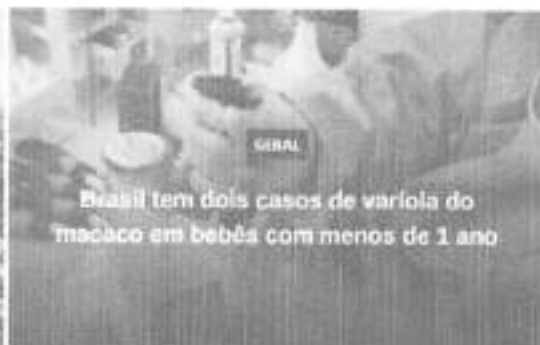 GERAL
Brasil tem dois casos de varíola do
macaco em bebês com menos de 1 ano